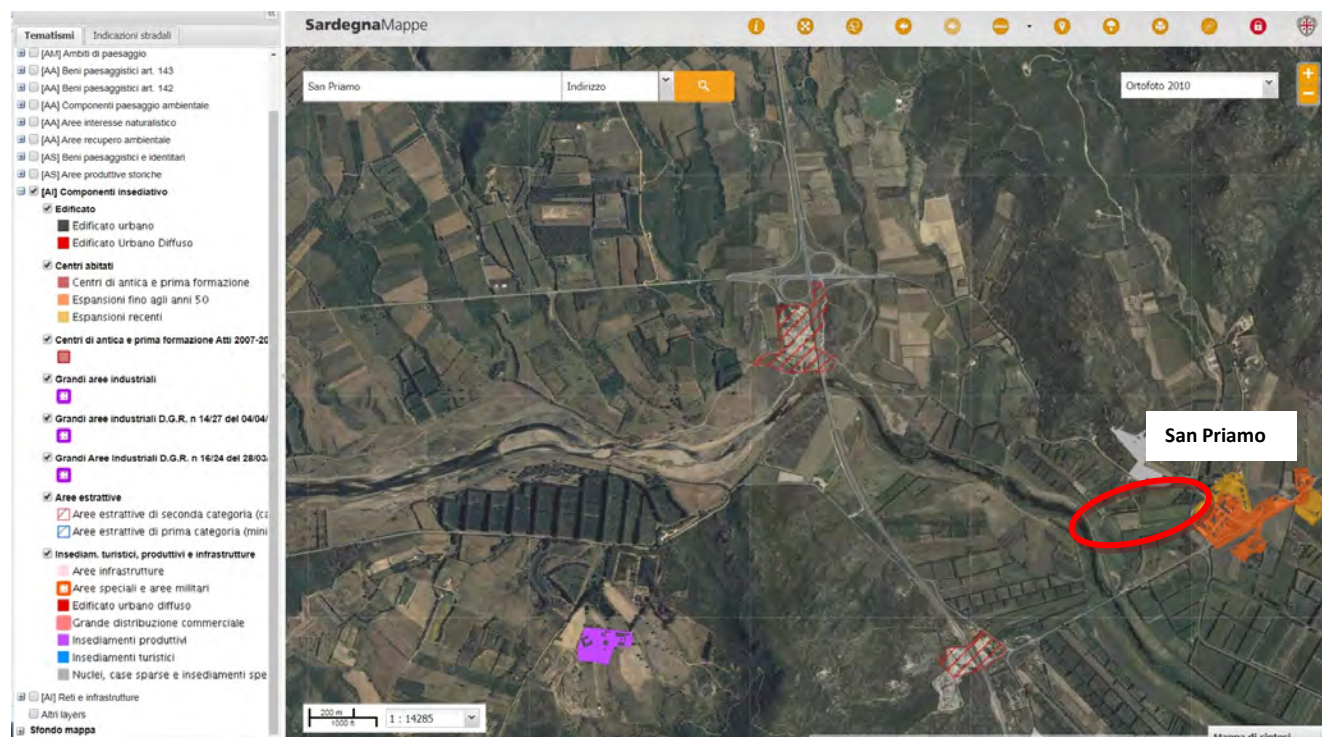 Tematismi
Indicazioni stradali
[AM] Ambiti di paesaggio
[AA] Beni paesaggistici art. 143
[AA] Beni paesaggistici art. 142
[AA] Componenti paesaggio ambientale
[AA] Aree interesse naturalistico
[AA] Aree recupero ambientale
[AS] Beni paesaggistici e identitari
[AS] Aree produttive storiche
[AI] Componenti insediativo
Edificato
Edificato urbano
Edificato Urbano Diffuso
Centri abitati
Centri di antica e prima formazione
Espansioni fino agli anni 50
Espansioni recenti
Centri di antica e prima formazione Atti 2007-20
Grandi aree industriali
Grandi aree industriali D.G.R. n 14/27 del 04/04/
Grandi Aree Industriali D.G.R. n 16/24 del 28/03/
Aree estrattive
Aree estrattive di seconda categoria (ca
Aree estrattive di prima categoria (mini
Insediam. turistici, produttivi e infrastrutture
Aree infrastrutture
Aree speciali e aree militari
Edificato urbano diffuso
Grande distribuzione commerciale
Insediamenti produttivi
Insediamenti turistici
Nuclei, case sparse e insediamenti spe
[AI] Reti e infrastrutture
Altri layers
Sfondo mappa
SardegnaMappe
San Priamo
Indirizzo
Ortofoto 2010
San Priamo
200 m
1000 ft
1 : 14285
Mappa di sintesi